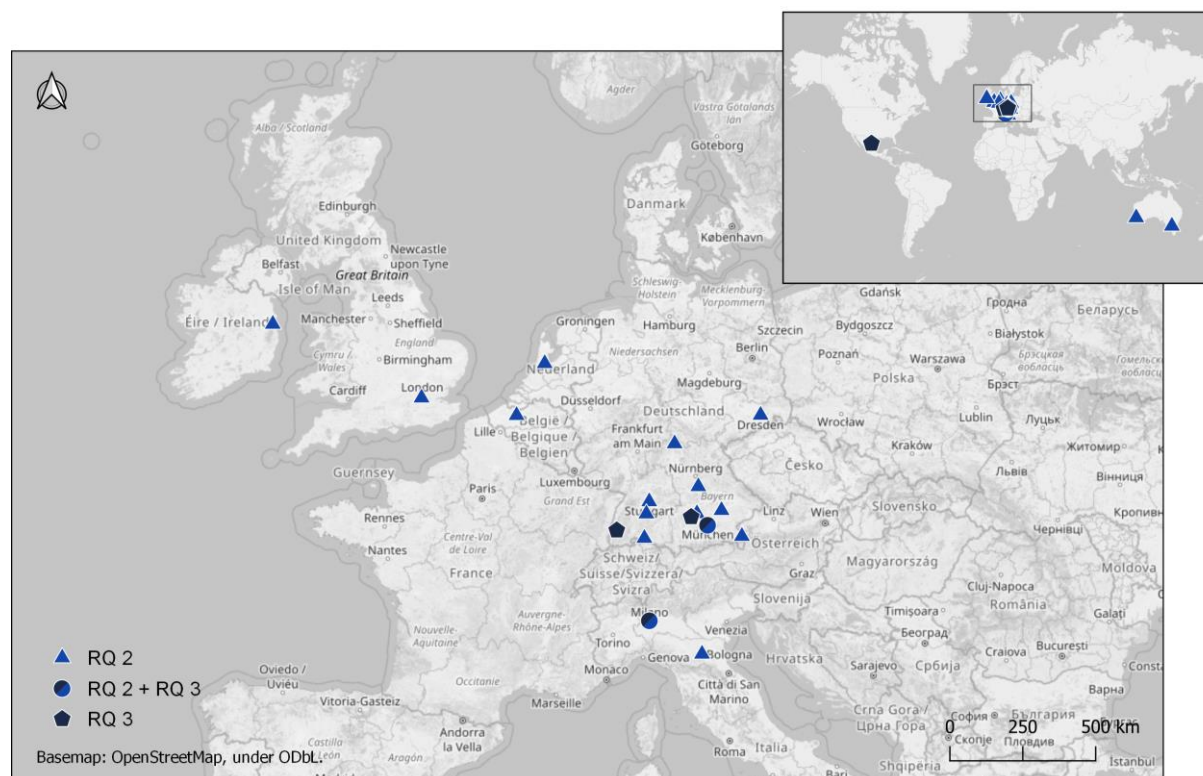 Agder
Västra Götalands
län
Göteborg
Alba / Scotland
Danmark
Edinburgh
København
United Kingdom
Newcastle
upon Tyne
Belfast
Great Britain
Schleswig-
Holstein
Mecklenburg-
Vorpommern
Gdańsk
Гродна
Isle of Man
Leeds
Беларусь
Éire / Ireland
Manchester
Sheffield
Groningen
Hamburg
Szczecin
Bydgoszcz
Białystok
England
Niedersachsen
Berlin
Poznań
Warszawa
Брэсцкая
вобласць
Cymru /
Wales
Birmingham
Nederland
Polska
Брэст
Cardiff
London
Magdeburg
Düsseldorf
Deutschland
Lublin
Луцьк
Lille
België /
Belgique /
Belgien
Dresden
Wrocław
Frankfurt
am Main
Kraków
Житомир
Guernsey
Luxembourg
Nürnberg
Česko
Львів
Вінниця
Paris
Grand Est
Bayern
Slovensko
Rennes
Stuttgart
Linz
Wien
Чернівці
Кропивн
Centre-Val
de Loire
München
Österreich
Nantes
Schweiz/
Suisse/Svizzera/
Svizra
Magyarország
Moldova
France
Graz
Cluj-Napoca
România
Auvergne-
Rhône-Alpes
Milano
Slovenija
Timișoara
Galați
Nouvelle-
Aquitaine
Torino
Venezia
Београд
București
RQ 2
Genova
Bologna
Hrvatska
Craiova
Constan
Oviedo /
Uviéu
Occitanie
Monaco
Sarajevo
Србија
RQ 2 + RQ 3
Vitoria-Gasteiz
Marseille
Città di San
Marino
Варна
Crna Gora /
Црна Гора
София
България
RQ 3
Andorra
la Vella
0 250 500 km
Скопје
Пловдив
Castilla
Aragón
Roma
Italia
Shqipëria
Istanbul
Bari
Basemap: OpenStreetMap, under ODbL.